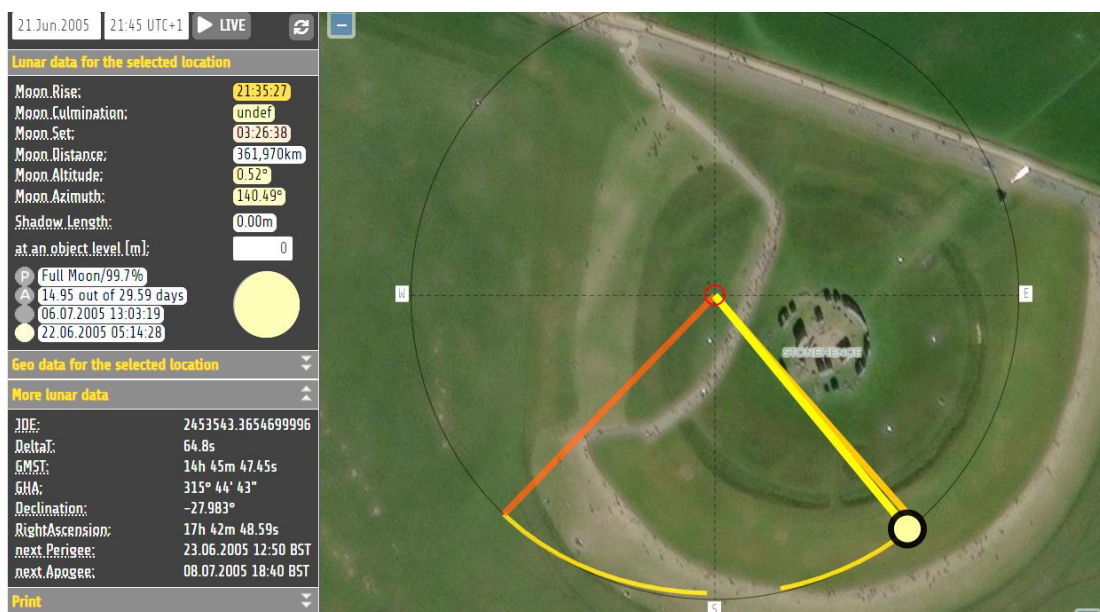 21.Jun.2005 21:45 UTC+1 LIVE
Lunar data for the selected location
Moon Rise: 21:35:27
Moon Culmination: undef
Moon Set: 03:26:38
Moon Distance: 361,970km
Moon Altitude: 0.52°
Moon Azimuth: 140.49°
Shadow Length: 0.00m
at an object level [m]: 0
P Full Moon/99.7%
A 14.95 out of 29.59 days
06.07.2005 13:03:19
22.06.2005 05:14:28
Geo data for the selected location
More lunar data
JDE: 2453543.3654699996
DeltaT: 64.8s
GMST: 14h 45m 47.45s
GHA: 315° 44' 43"
Declination: -27.983°
RightAscension: 17h 42m 48.59s
next Perigee: 23.06.2005 12:50 BST
next Apogee: 08.07.2005 18:40 BST
Print
W
E
STONEHENGE
S